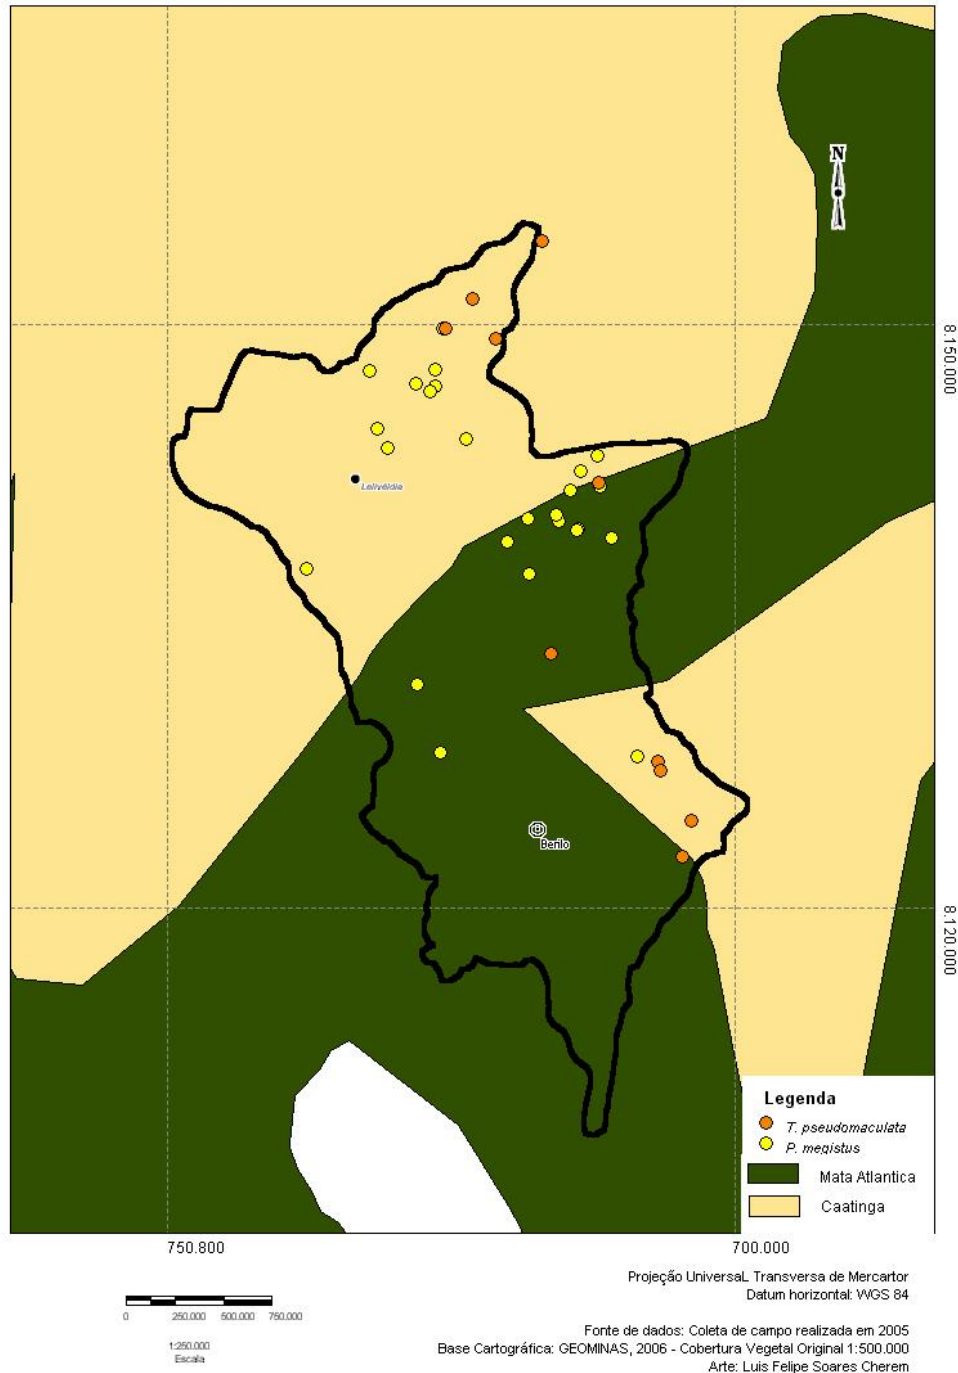 N
8.150.000
Lelivéldia
Berilo
8.120.000
Legenda
T. pseudomaculata
P. megistus
Mata Atlantica
Caatinga
750.800
700.000
Projeção UniversaL Transversa de Mercartor
Datum horizontal: WGS 84
0 250.000 500.000 750.000
1:250.000
Escala
Fonte de dados: Coleta de campo realizada em 2005
Base Cartográfica: GEOMINAS, 2006 - Cobertura Vegetal Original 1:500.000
Arte: Luis Felipe Soares Cherem